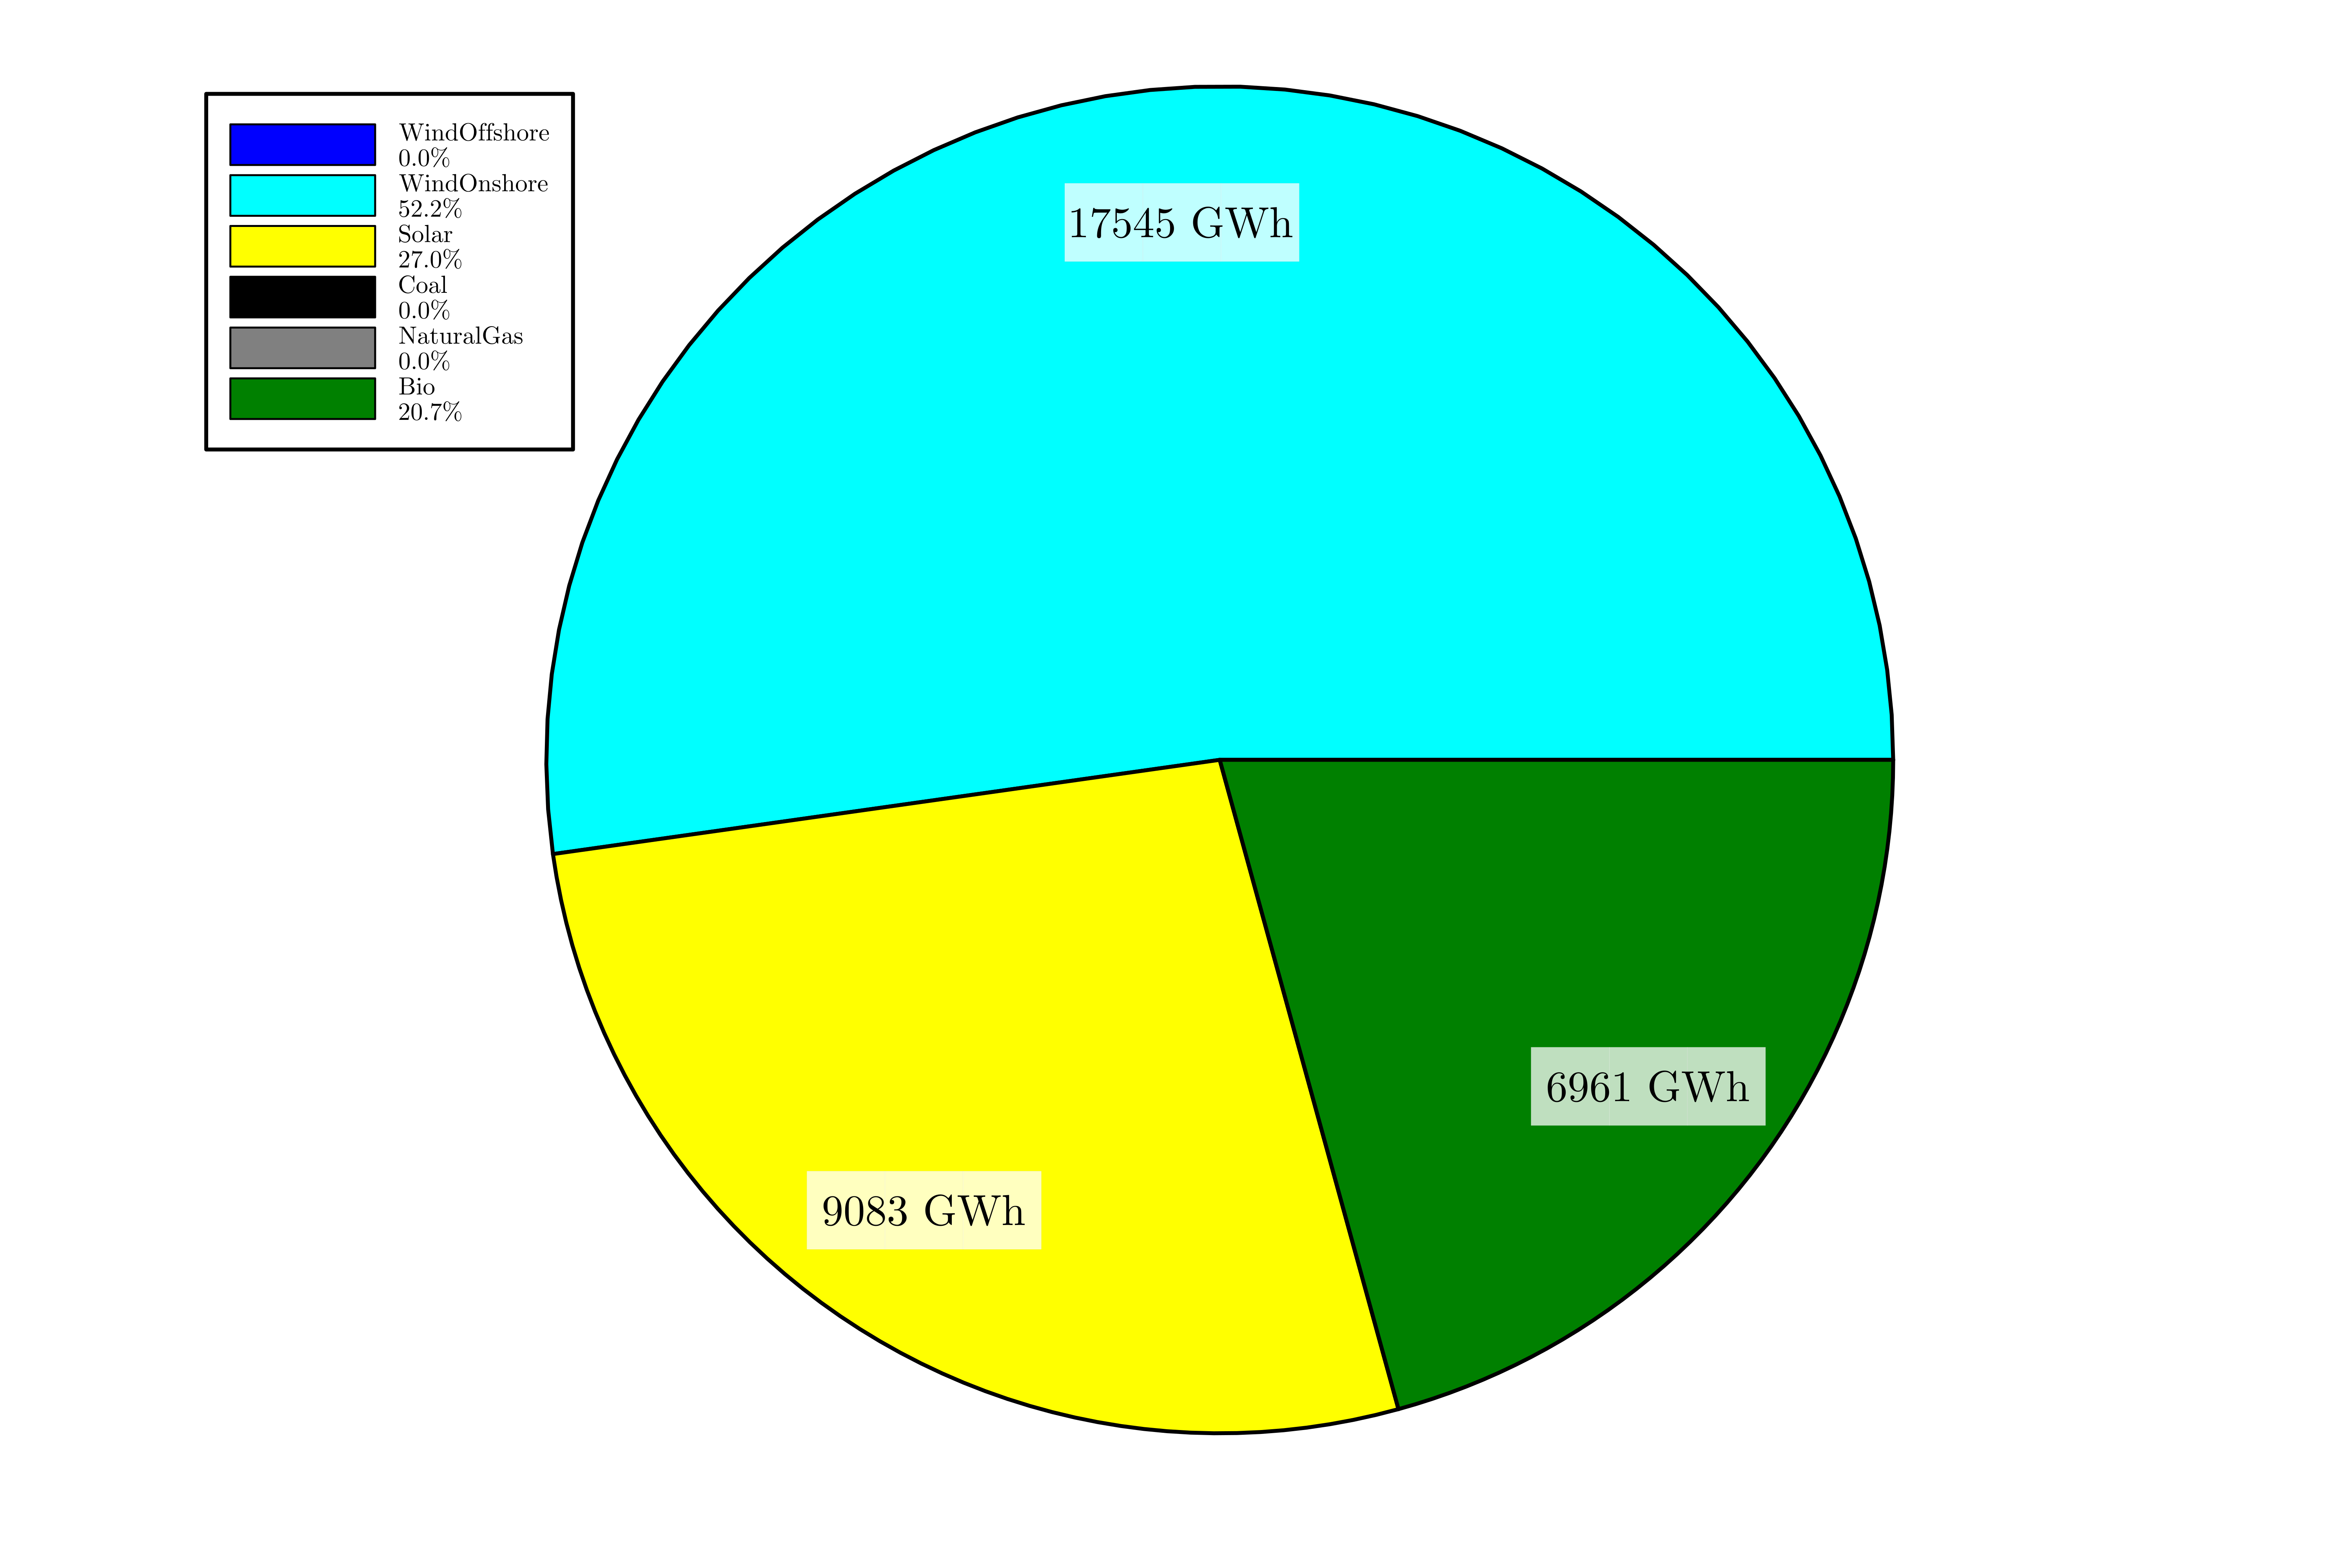 WindOffshore
0.0%
WindOnshore
52.2%
Solar
27.0%
Coal
0.0%
NaturalGas
0.0%
Bio
20.7%
17545 GWh
6961 GWh
9083 GWh